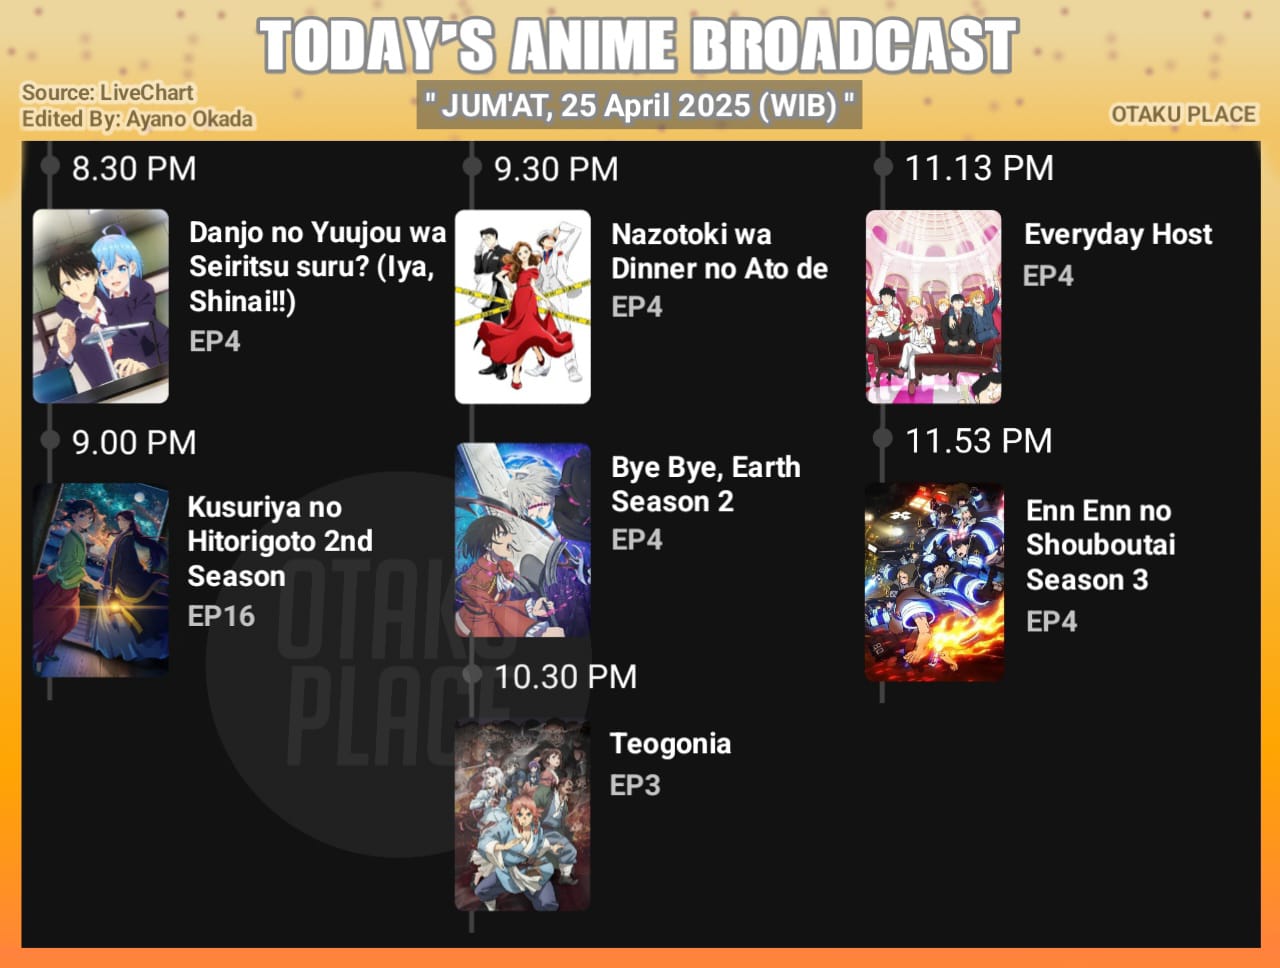 TODAY'S ANIME BROADCAST
Source: LiveChart
Edited By: Ayano Okada
" JUM'AT, 25 April 2025 (WIB) "
OTAKU PLACE
8.30 PM
Danjo no Yuujou wa
Seiritsu suru? (Iya,
Shinai!!)
EP4
9.00 PM
Kusuriya no
Hitorigoto 2nd
Season
EP16
9.30 PM
Nazotoki wa
Dinner no Ato de
EP4
Bye Bye, Earth
Season 2
EP4
10.30 PM
Teogonia
EP3
11.13 PM
Everyday Host
EP4
11.53 PM
Enn Enn no
Shouboutai
Season 3
EP4
OTAKU
PLACE